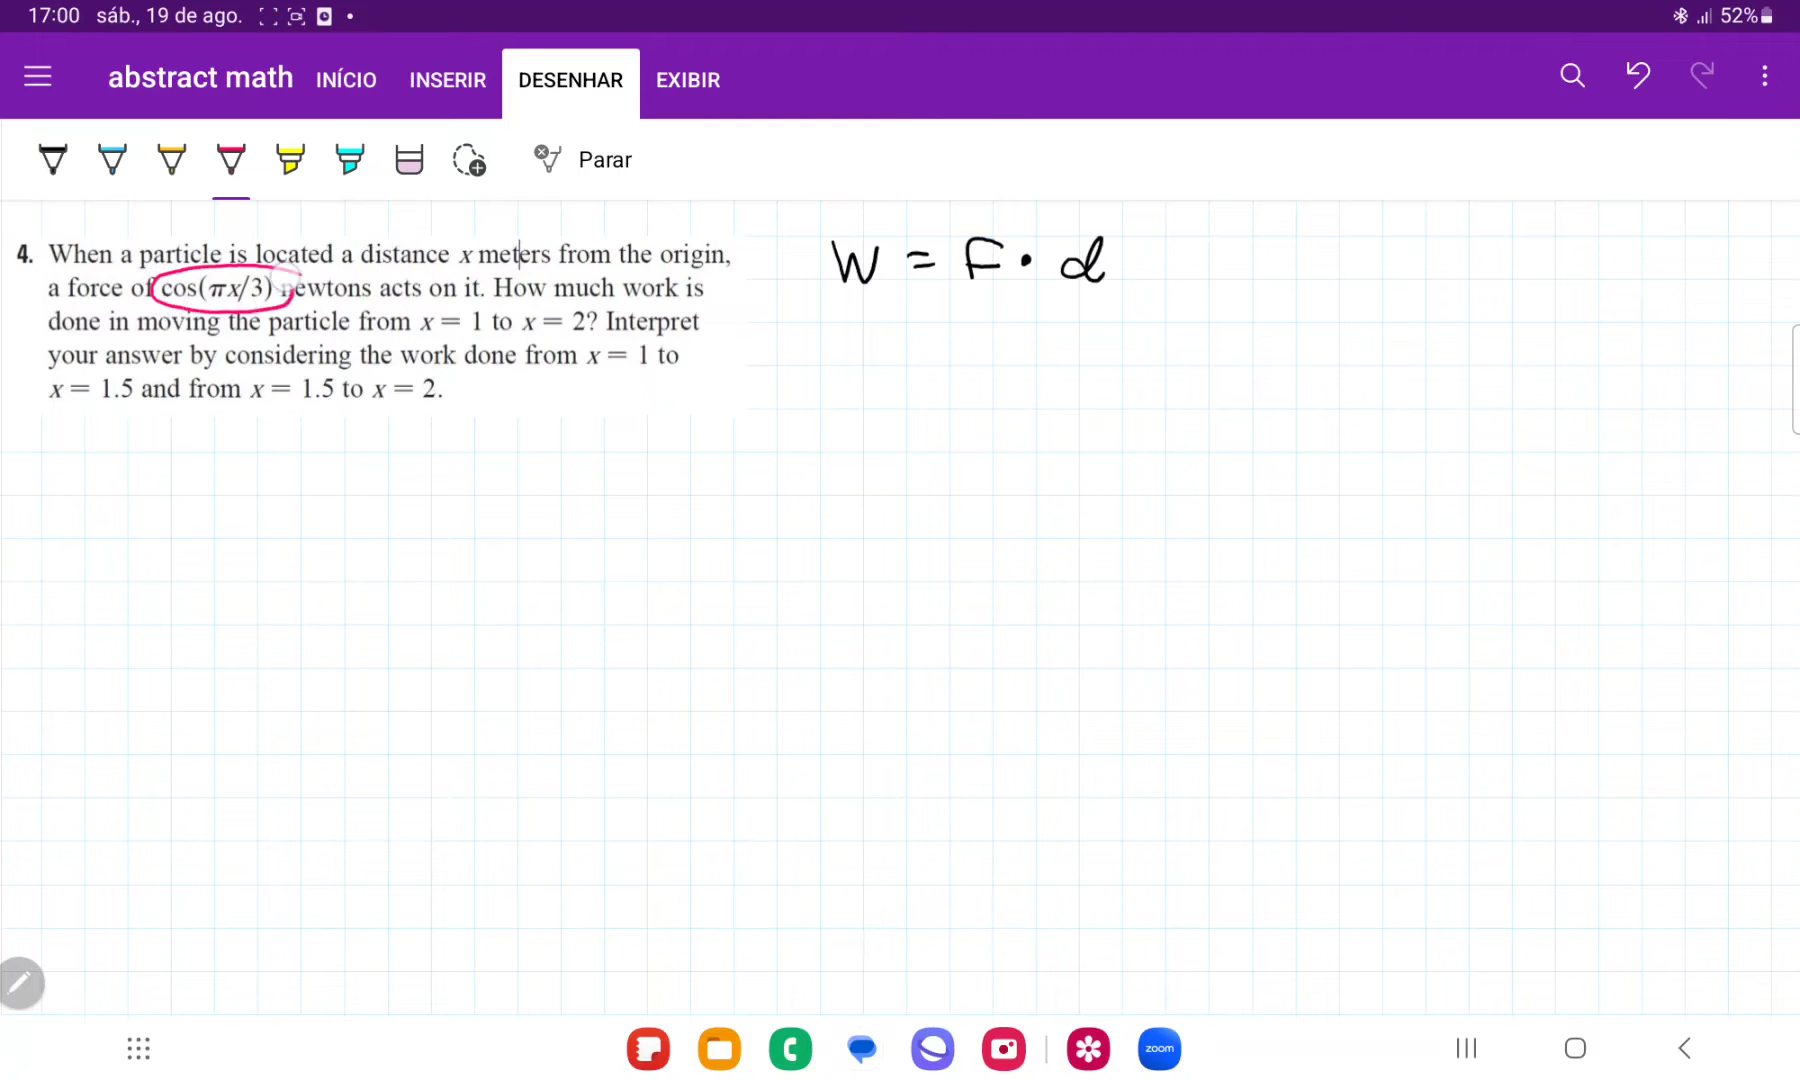 17:00 sáb., 19 de ago. 52%
abstract math INÍCIO INSERIR DESENHAR EXIBIR
Parar
4. When a particle is located a distance x meters from the origin,
a force of cos(πx/3) newtons acts on it. How much work is
done in moving the particle from x = 1 to x = 2? Interpret
your answer by considering the work done from x = 1 to
x = 1.5 and from x = 1.5 to x = 2.
W = F · d
zoom